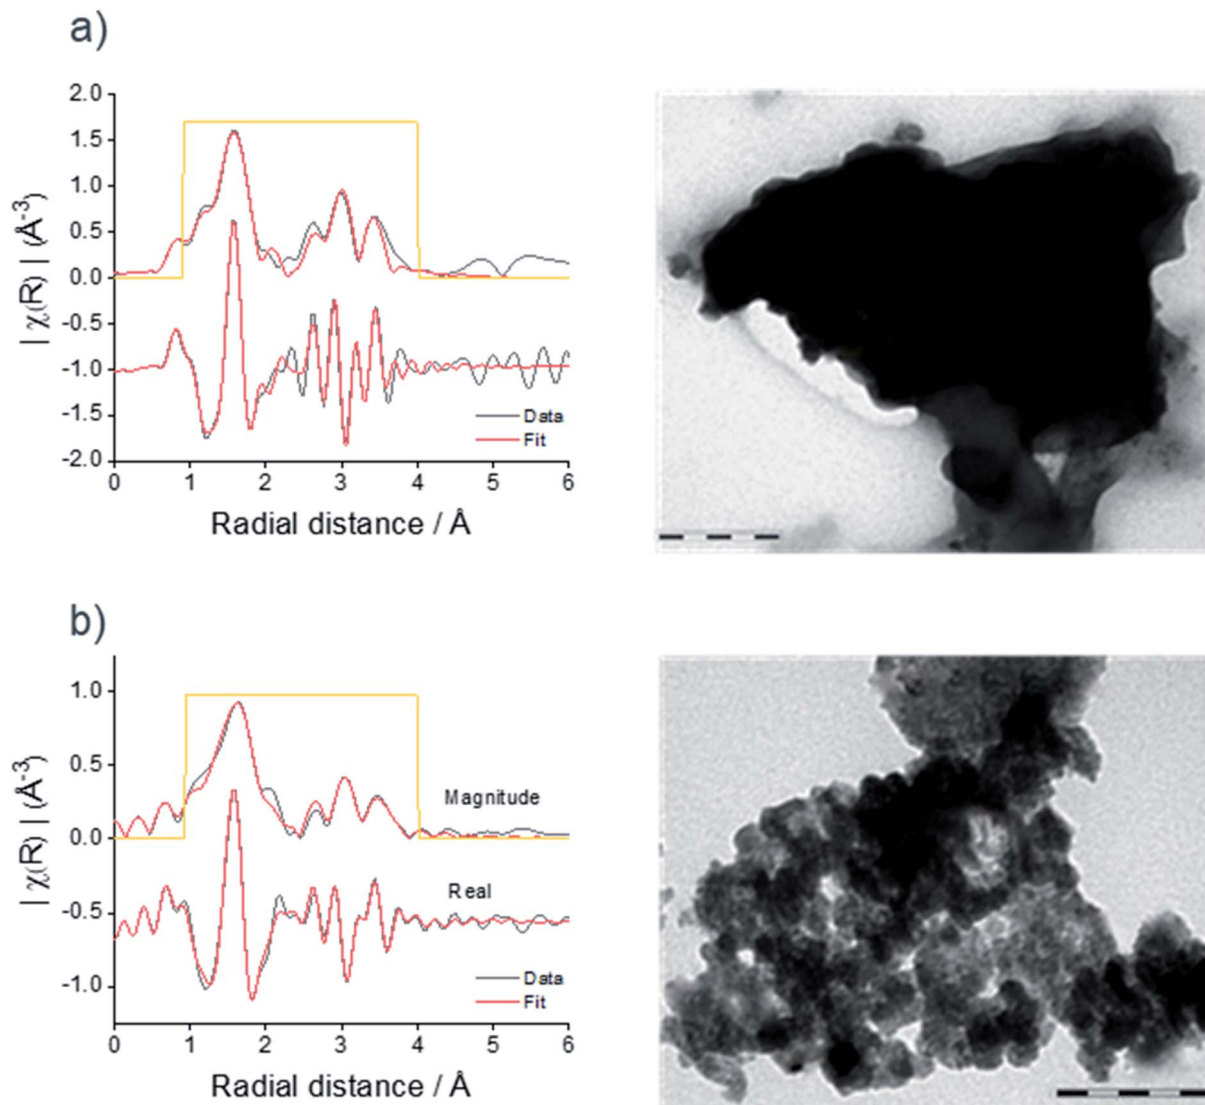 a)
2.0
1.5
1.0
0.5
0.0
-0.5
-1.0
-1.5
-2.0
| χ(R) | (Å⁻³)
Data
Fit
0 1 2 3 4 5 6
Radial distance / Å
b)
1.0
0.5
0.0
-0.5
-1.0
| χ(R) | (Å⁻³)
Magnitude
Real
Data
Fit
0 1 2 3 4 5 6
Radial distance / Å